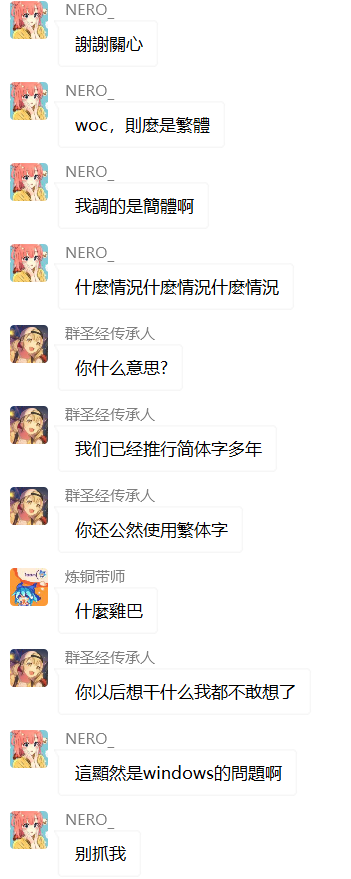 NERO_
謝謝關心
NERO_
woc，則麽是繁體
NERO_
我調的是簡體啊
NERO_
什麽情況什麽情況什麽情況
群圣经传承人
你什么意思?
群圣经传承人
我们已经推行简体字多年
群圣经传承人
你还公然使用繁体字
炼铜带师
什麼雞巴
群圣经传承人
你以后想干什么我都不敢想了
NERO_
這顯然是windows的問題啊
NERO_
别抓我